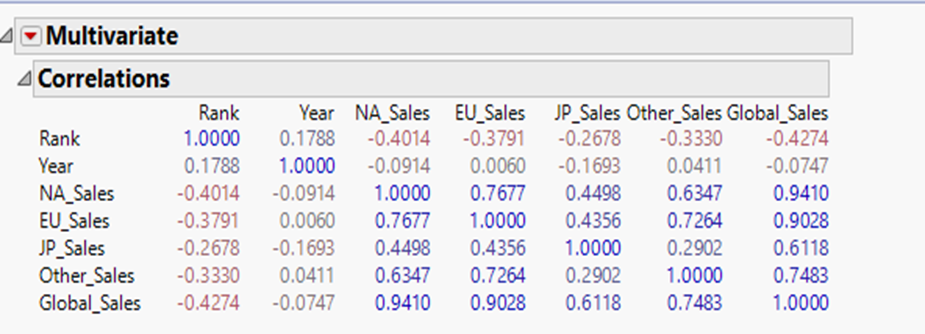 Multivariate
Correlations
Rank Year NA_Sales EU_Sales JP_Sales Other_Sales Global_Sales
Rank 1.0000 0.1788 -0.4014 -0.3791 -0.2678 -0.3330 -0.4274
Year 0.1788 1.0000 -0.0914 0.0060 -0.1693 0.0411 -0.0747
NA_Sales -0.4014 -0.0914 1.0000 0.7677 0.4498 0.6347 0.9410
EU_Sales -0.3791 0.0060 0.7677 1.0000 0.4356 0.7264 0.9028
JP_Sales -0.2678 -0.1693 0.4498 0.4356 1.0000 0.2902 0.6118
Other_Sales -0.3330 0.0411 0.6347 0.7264 0.2902 1.0000 0.7483
Global_Sales -0.4274 -0.0747 0.9410 0.9028 0.6118 0.7483 1.0000